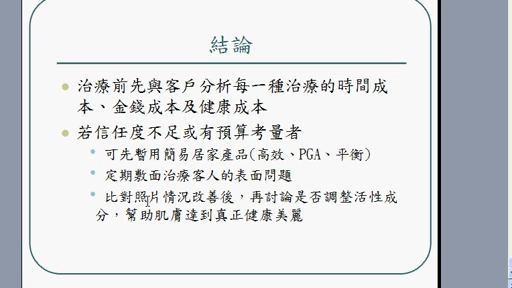 結論
治療前先與客戶分析每一種治療的時間成
本、金錢成本及健康成本
若信任度不足或有預算考量者
可先暫用簡易居家產品(高效、PGA、平衡)
定期敷面治療客人的表面問題
比對照片情況改善後，再討論是否調整活性成
分，幫助肌膚達到真正健康美麗